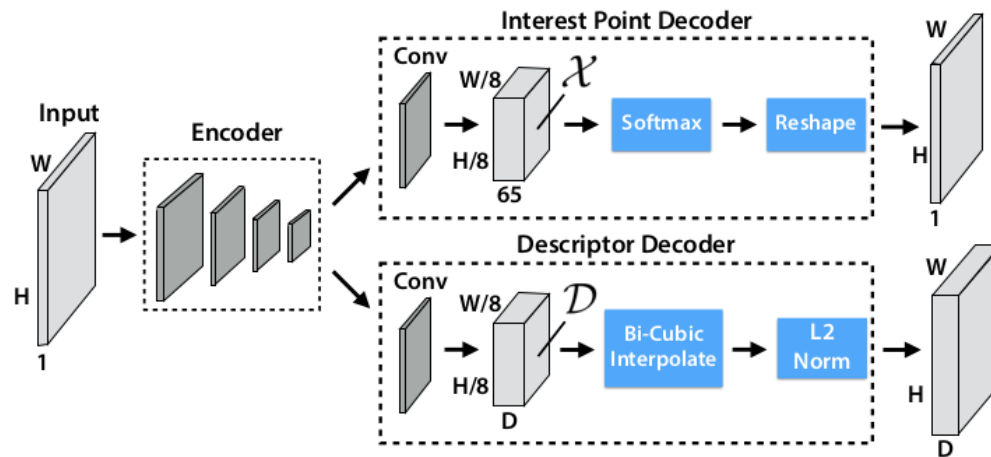 Input
W
H
1
Encoder
Interest Point Decoder
Conv
W/8
H/8
65
𝒳
Softmax
Reshape
W
H
1
Descriptor Decoder
Conv
W/8
H/8
D
𝒟
Bi-Cubic
Interpolate
L2
Norm
W
H
D